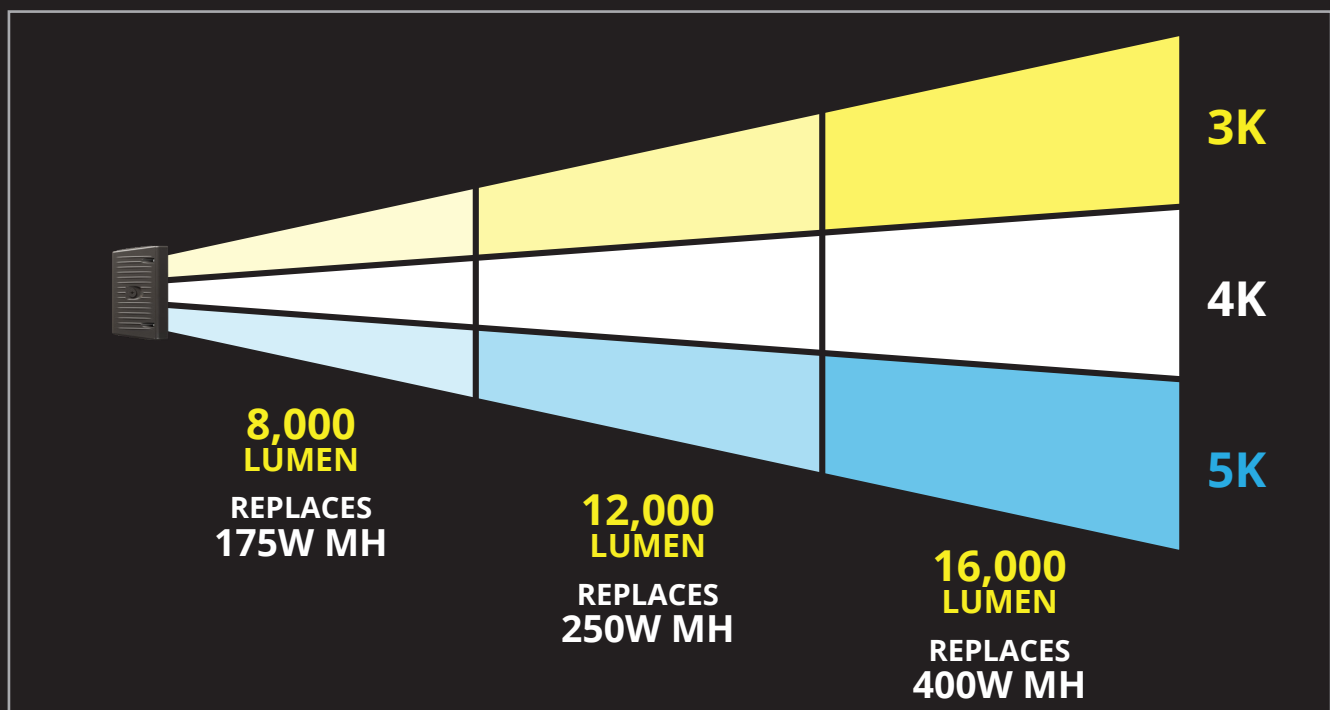 3K
4K
5K
8,000
LUMEN
REPLACES
175W MH
12,000
LUMEN
REPLACES
250W MH
16,000
LUMEN
REPLACES
400W MH